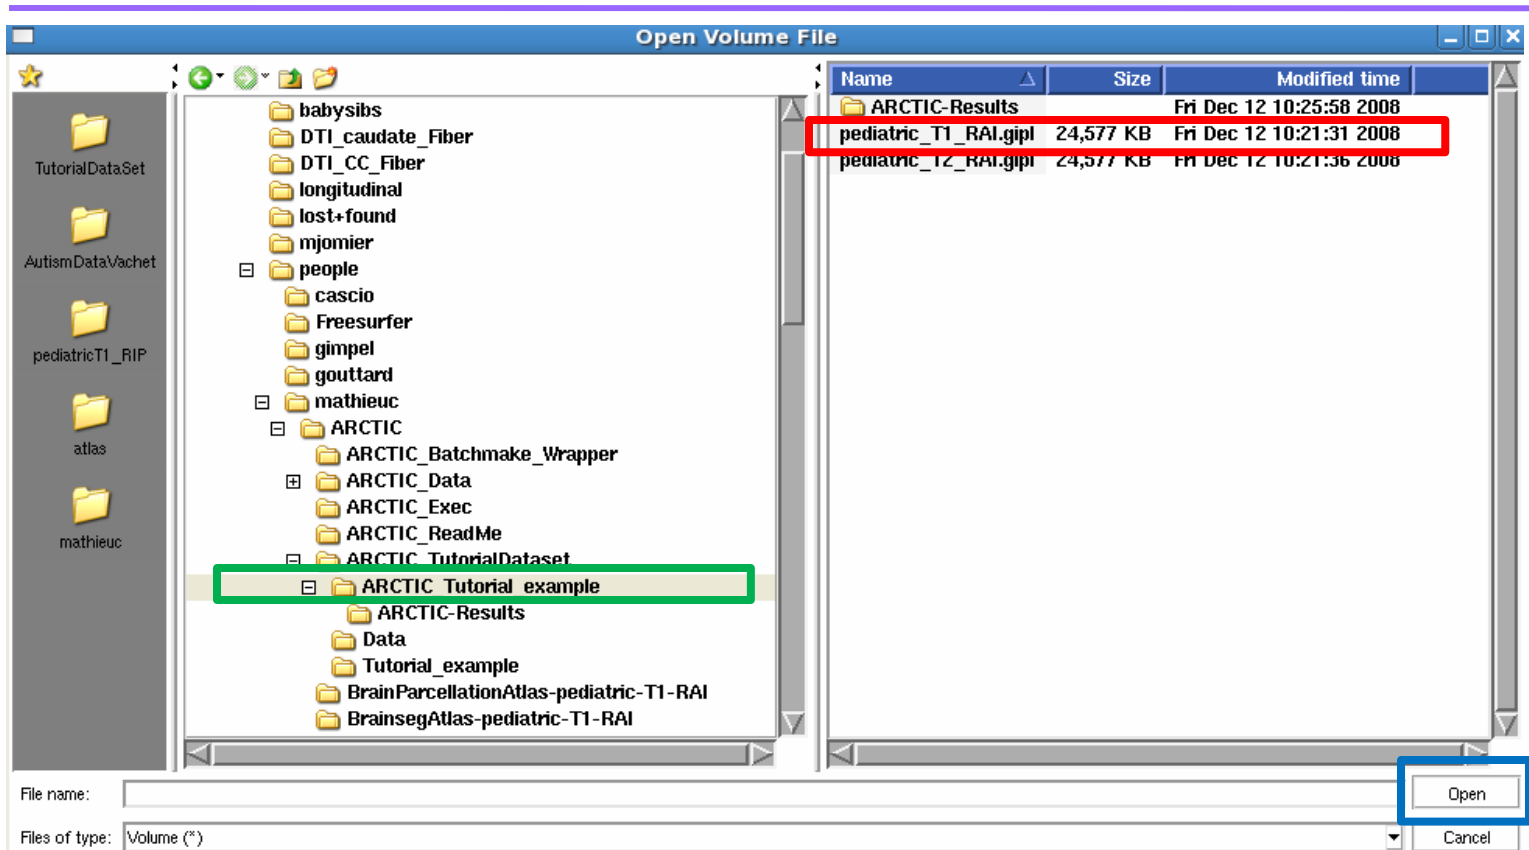 Open Volume File
TutorialDataSet
AutismDataVachet
pediatricT1_RIP
atlas
mathieuc
babysibs
DTI_caudate_Fiber
DTI_CC_Fiber
longitudinal
lost+found
mjomier
people
cascio
Freesurfer
gimpel
gouttard
mathieuc
ARCTIC
ARCTIC_Batchmake_Wrapper
ARCTIC_Data
ARCTIC_Exec
ARCTIC_ReadMe
ARCTIC_TutorialDataset
ARCTIC_Tutorial_example
ARCTIC-Results
Data
Tutorial_example
BrainParcellationAtlas-pediatric-T1-RAI
BrainsegAtlas-pediatric-T1-RAI
Name Size Modified time
ARCTIC-Results Fri Dec 12 10:25:58 2008
pediatric_T1_RAI.gipl 24,577 KB Fri Dec 12 10:21:31 2008
pediatric_T2_RAI.gipl 24,577 KB Fri Dec 12 10:21:36 2008
File name: Open
Files of type: Volume (*) Cancel